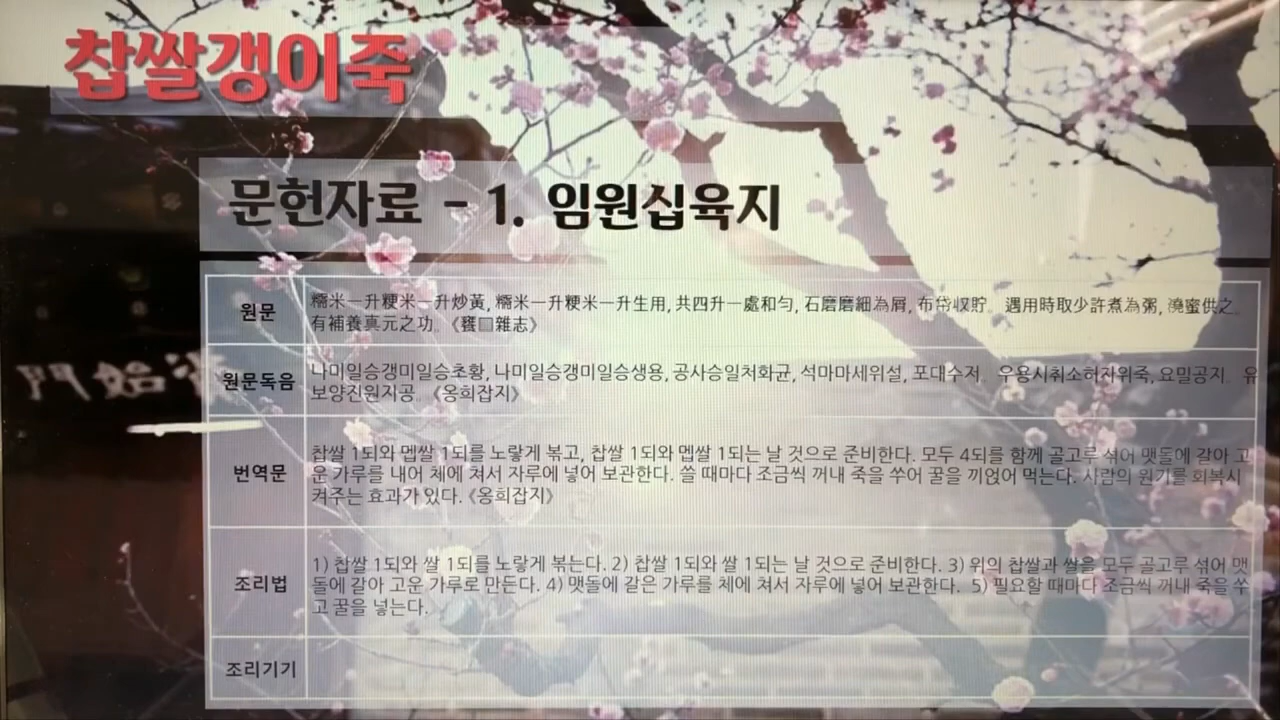 찹쌀갱이죽
문헌자료 - 1. 임원십육지
원문
糯米一升粳米一升炒黃, 糯米一升粳米一升生用, 共四升一處和勻, 石磨磨細為屑, 布帒収貯. 遇用時取少許煮為粥, 澆蜜供之.
有補養真元之功. 《饔▨雜志》
원문독음
나미일승갱미일승초황, 나미일승갱미일승생용, 공사승일처화균, 석마마세위설, 포대수저. 우용시취소허자위죽, 요밀공지. 유
보양진원지공. 《옹희잡지》
번역문
찹쌀 1되와 멥쌀 1되를 노랗게 볶고, 찹쌀 1되와 멥쌀 1되는 날 것으로 준비한다. 모두 4되를 함께 골고루 섞어 맷돌에 갈아 고
운 가루를 내어 체에 쳐서 자루에 넣어 보관한다. 쓸 때마다 조금씩 꺼내 죽을 쑤어 꿀을 끼얹어 먹는다. 사람의 원기를 회복시
켜주는 효과가 있다.《옹희잡지》
조리법
1) 찹쌀 1되와 쌀 1되를 노랗게 볶는다. 2) 찹쌀 1되와 쌀 1되는 날 것으로 준비한다. 3) 위의 찹쌀과 쌀을 모두 골고루 섞어 맷
돌에 갈아 고운 가루로 만든다. 4) 맷돌에 갈은 가루를 체에 쳐서 자루에 넣어 보관한다. 5) 필요할 때마다 조금씩 꺼내 죽을 쑤
고 꿀을 넣는다.
조리기기